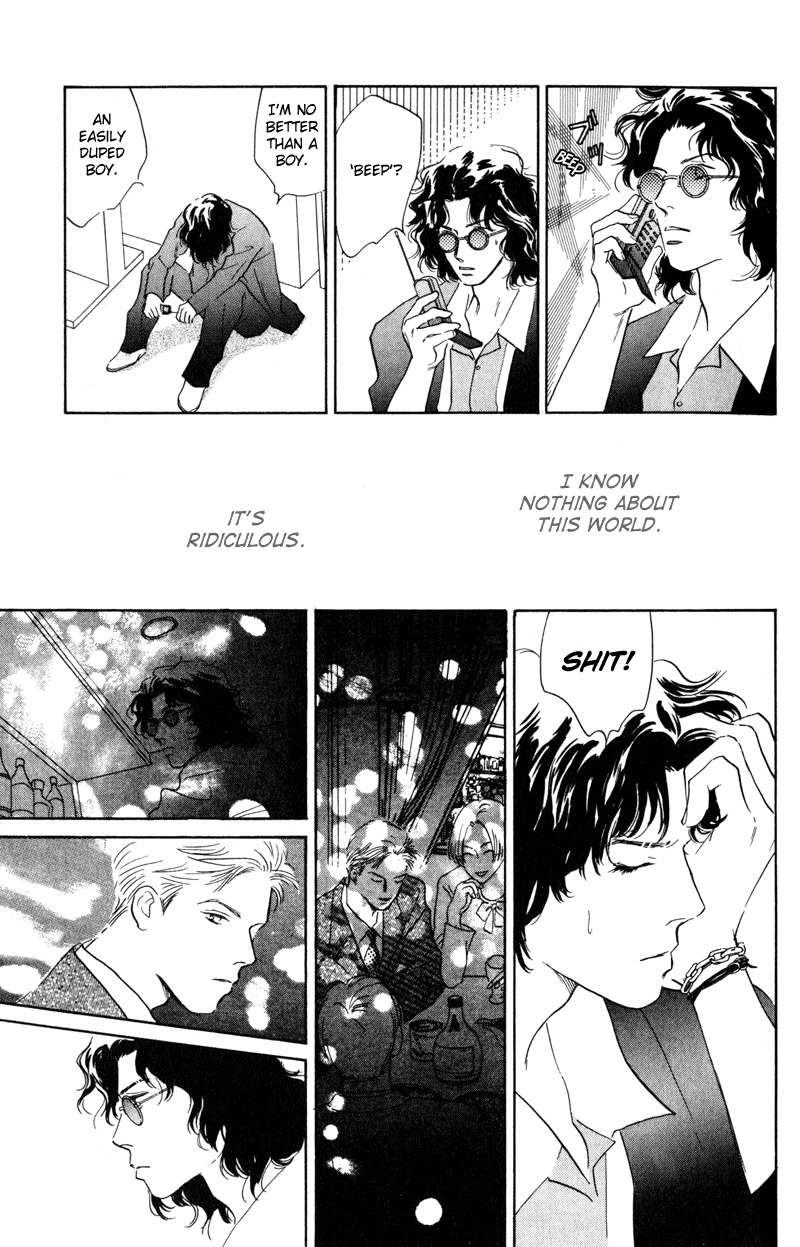 ブツッ
BEEP
'BEEP'?
I'M NO
BETTER
THAN A
BOY.
AN
EASILY
DUPED
BOY.
I KNOW
NOTHING ABOUT
THIS WORLD.
IT'S
RIDICULOUS.
SHIT!